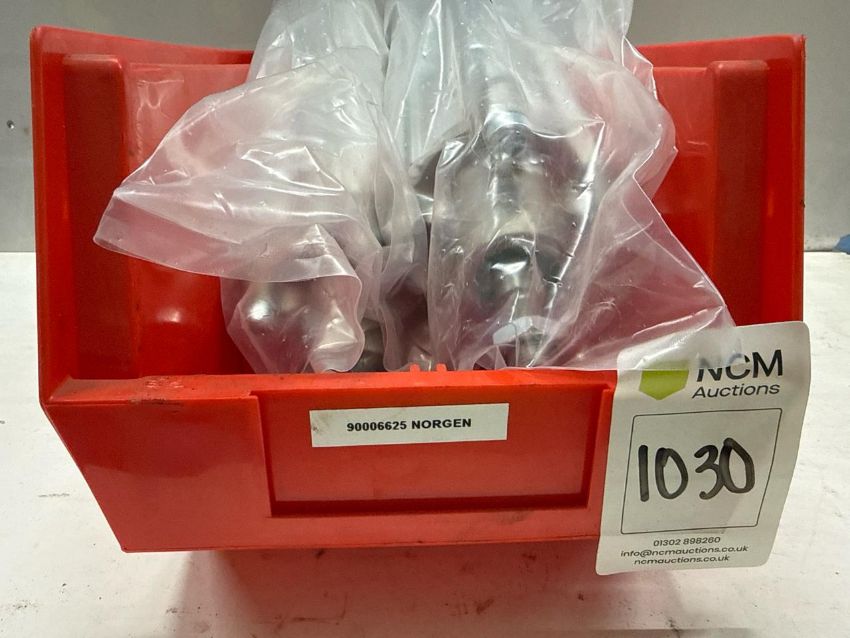 90006625 NORGEN
NCM
Auctions
1030
01302 898260
info@ncmauctions.co.uk
ncmauctions.co.uk